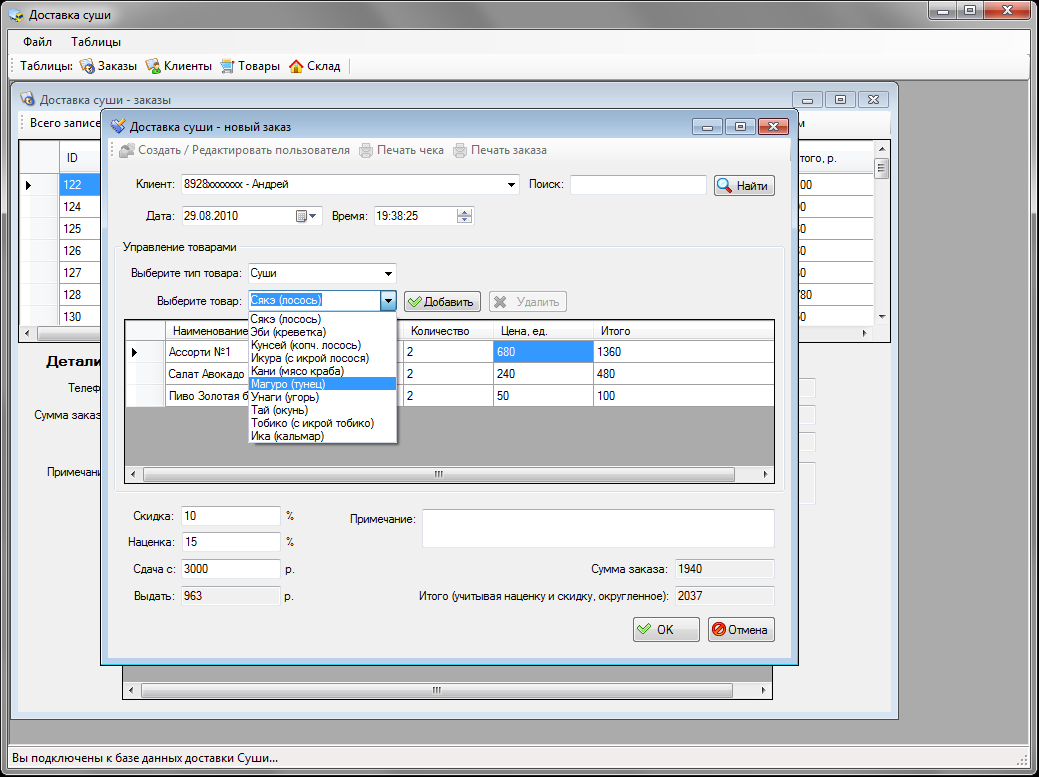 Доставка суши
Файл Таблицы
Таблицы: Заказы Клиенты Товары Склад
Доставка суши - заказы
Всего записе
ID
того, р.
122
124
125
126
127
128
130
780
Детали
Телеф
Сумма заказ
Примечани
Доставка суши - новый заказ
Создать / Редактировать пользователя Печать чека Печать заказа
Клиент: 8928xxxxxxx - Андрей Поиск: Найти
Дата: 29.08.2010 Время: 19:38:25
Управление товарами
Выберите тип товара: Суши
Выберите товар: Сякэ (лосось) Добавить Удалить
Наименование Количество Цена, ед. Итого
Ассорти №1 2 680 1360
Салат Авокадо 2 240 480
Пиво Золотая б 2 50 100
Сякэ (лосось)
Эби (креветка)
Кунсей (копч. лосось)
Икура (с икрой лосося)
Кани (мясо краба)
Магуро (тунец)
Унаги (угорь)
Тай (окунь)
Тобико (с икрой тобико)
Ика (кальмар)
Скидка: 10 %
Примечание:
Наценка: 15 %
Сдача с: 3000 р.
Сумма заказа: 1940
Выдать: 963 р.
Итого (учитывая наценку и скидку, округленное): 2037
OK Отмена
Вы подключены к базе данных доставки Суши...